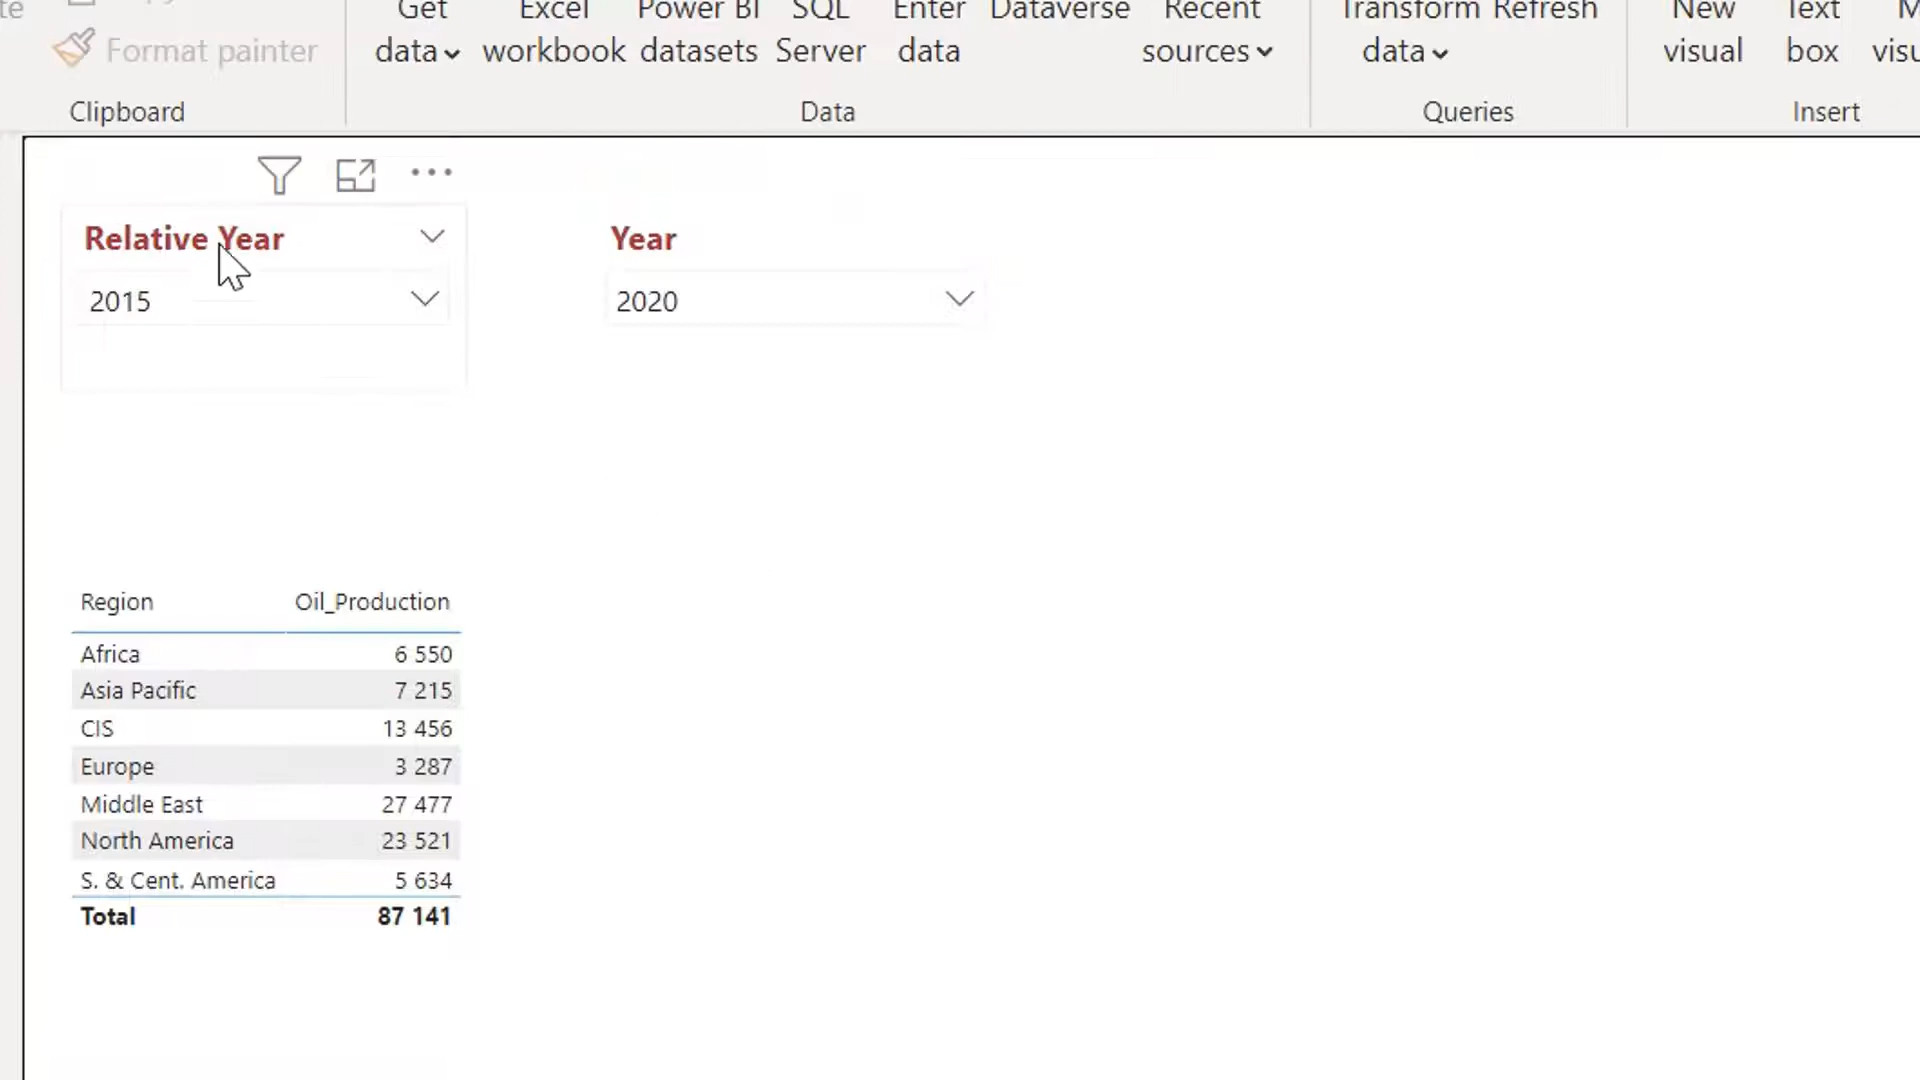 Get Excel Power BI SQL Enter Dataverse Recent Transform Refresh New Text
Format painter data workbook datasets Server data sources data visual box
Clipboard Data Queries Insert
Relative Year Year
2015 2020
Region Oil_Production
Africa 6 550
Asia Pacific 7 215
CIS 13 456
Europe 3 287
Middle East 27 477
North America 23 521
S. & Cent. America 5 634
Total 87 141